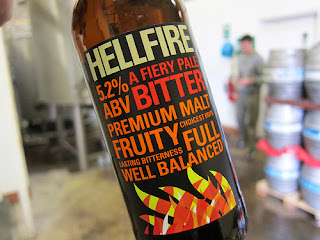 HELLFIRE
5.2% A FIERY PALE
ABV BITTER
PREMIUM MALT
FRUITY CHOICEST HOPS
LASTING BITTERNESS FULL
WELL BALANCED